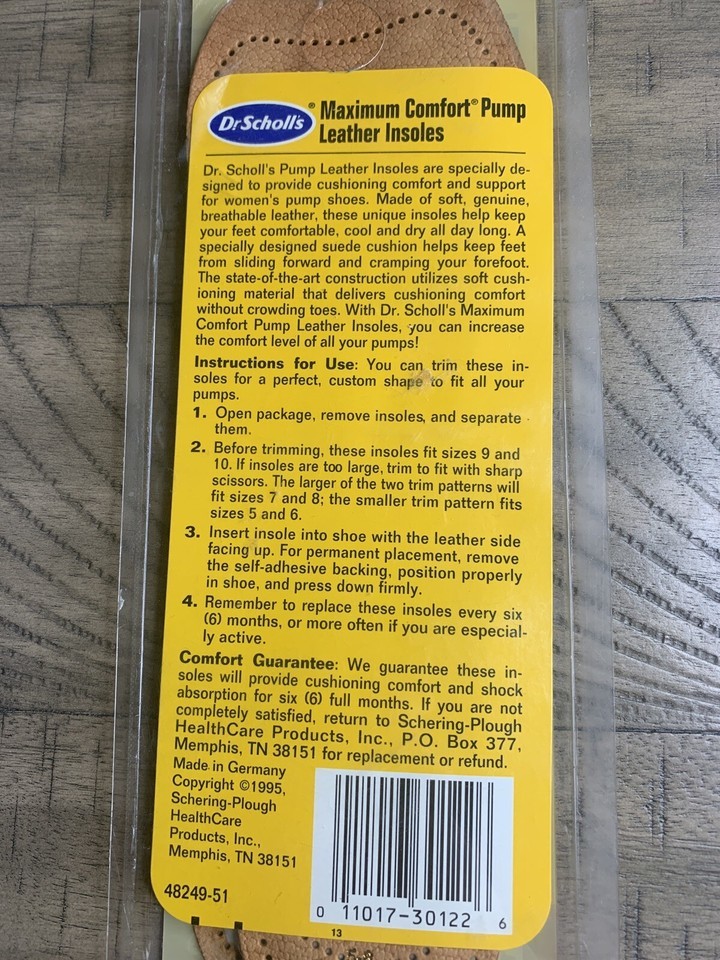 Dr. Scholl's® Maximum Comfort® Pump
Leather Insoles
Dr. Scholl's Pump Leather Insoles are specially de-
signed to provide cushioning comfort and support
for women's pump shoes. Made of soft, genuine,
breathable leather, these unique insoles help keep
your feet comfortable, cool and dry all day long. A
specially designed suede cushion helps keep feet
from sliding forward and cramping your forefoot.
The state-of-the-art construction utilizes soft cush-
ioning material that delivers cushioning comfort
without crowding toes. With Dr. Scholl's Maximum
Comfort Pump Leather Insoles, you can increase
the comfort level of all your pumps!
Instructions for Use: You can trim these in-
soles for a perfect, custom shape to fit all your
pumps.
1. Open package, remove insoles, and separate
them.
2. Before trimming, these insoles fit sizes 9 and
10. If insoles are too large, trim to fit with sharp
scissors. The larger of the two trim patterns will
fit sizes 7 and 8; the smaller trim pattern fits
sizes 5 and 6.
3. Insert insole into shoe with the leather side
facing up. For permanent placement, remove
the self-adhesive backing, position properly
in shoe, and press down firmly.
4. Remember to replace these insoles every six
(6) months, or more often if you are especial-
ly active.
Comfort Guarantee: We guarantee these in-
soles will provide cushioning comfort and shock
absorption for six (6) full months. If you are not
completely satisfied, return to Schering-Plough
HealthCare Products, Inc., P.O. Box 377,
Memphis, TN 38151 for replacement or refund.
Made in Germany
Copyright ©1995,
Schering-Plough
HealthCare
Products, Inc.,
Memphis, TN 38151
48249-51
0 11017-30122 6
13